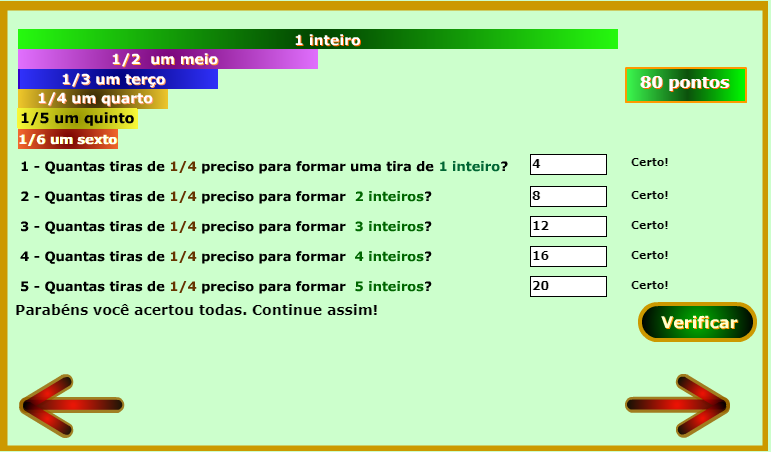 1 inteiro
1/2 um meio
1/3 um terço
1/4 um quarto
1/5 um quinto
1/6 um sexto
80 pontos
1 - Quantas tiras de 1/4 preciso para formar uma tira de 1 inteiro? 4 Certo!
2 - Quantas tiras de 1/4 preciso para formar 2 inteiros? 8 Certo!
3 - Quantas tiras de 1/4 preciso para formar 3 inteiros? 12 Certo!
4 - Quantas tiras de 1/4 preciso para formar 4 inteiros? 16 Certo!
5 - Quantas tiras de 1/4 preciso para formar 5 inteiros? 20 Certo!
Parabéns você acertou todas. Continue assim!
Verificar